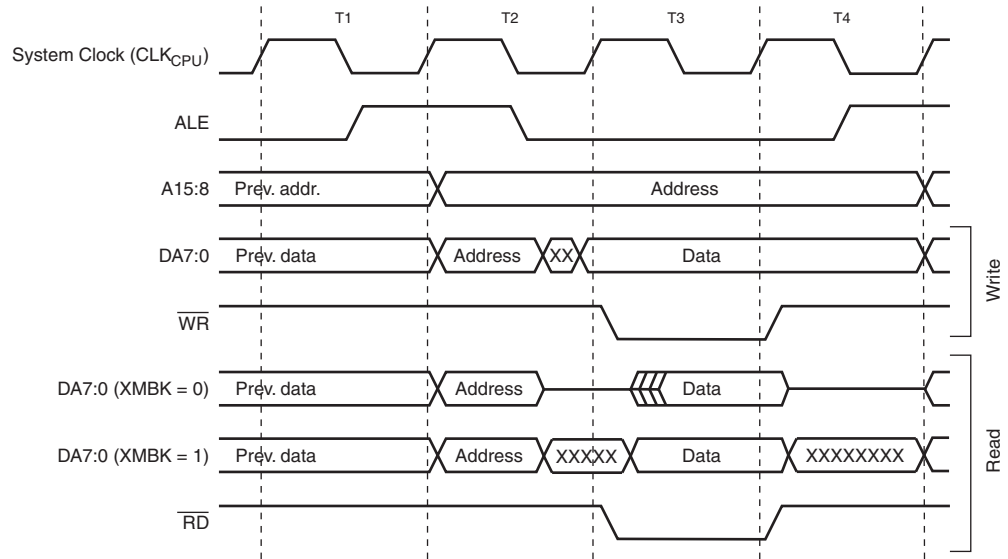 T1 T2 T3 T4
System Clock (CLKCPU)
ALE
A15:8 Prev. addr. Address
DA7:0 Prev. data Address XX Data
WR
Write
DA7:0 (XMBK = 0) Prev. data Address Data
DA7:0 (XMBK = 1) Prev. data Address XXXXX Data XXXXXXXX
RD
Read